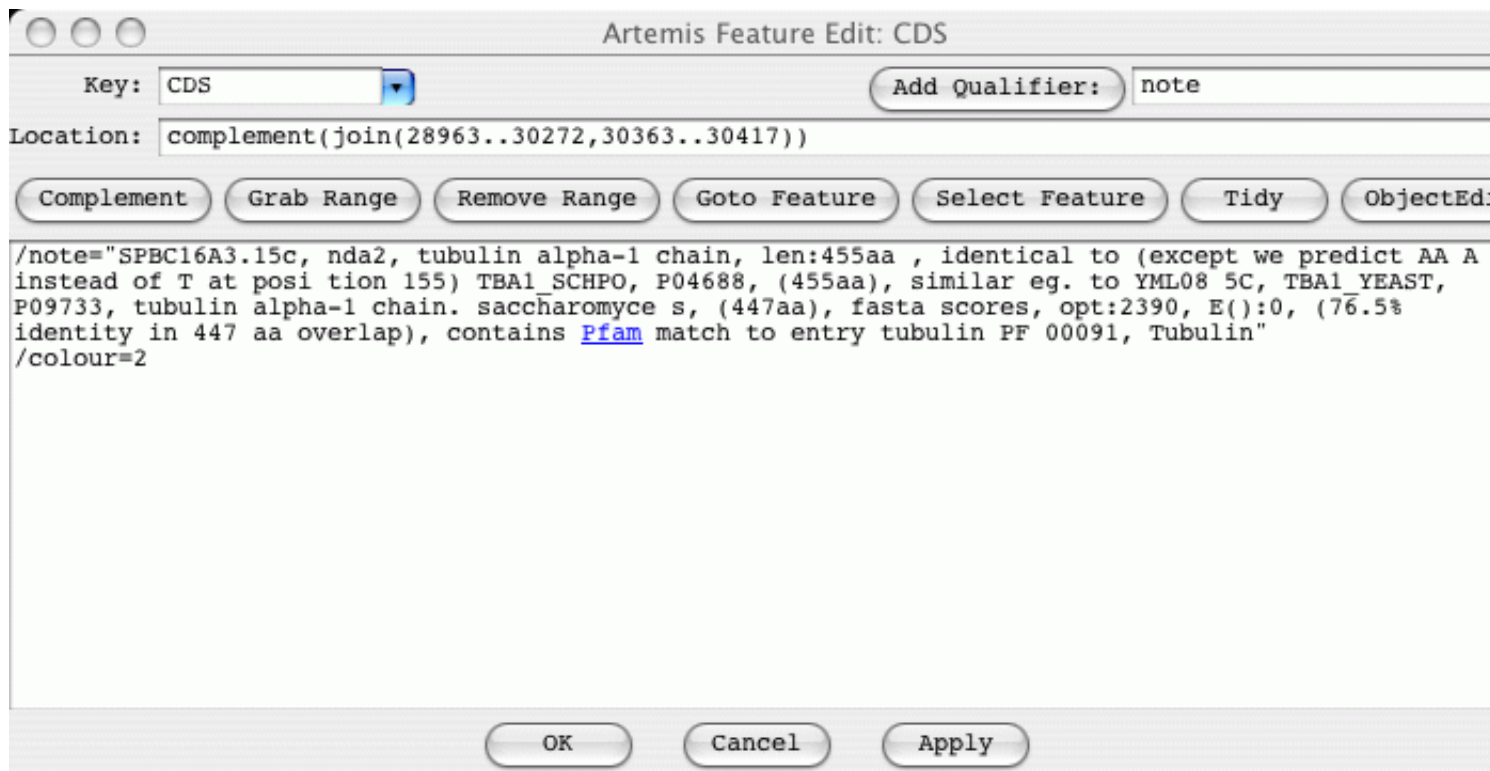 Artemis Feature Edit: CDS
Key: CDS Add Qualifier: note
Location: complement(join(28963..30272,30363..30417))
Complement Grab Range Remove Range Goto Feature Select Feature Tidy ObjectEdi
/note="SPBC16A3.15c, nda2, tubulin alpha-1 chain, len:455aa , identical to (except we predict AA A
instead of T at posi tion 155) TBA1_SCHPO, P04688, (455aa), similar eg. to YML08 5C, TBA1_YEAST,
P09733, tubulin alpha-1 chain. saccharomyce s, (447aa), fasta scores, opt:2390, E():0, (76.5%
identity in 447 aa overlap), contains Pfam match to entry tubulin PF 00091, Tubulin"
/colour=2
OK Cancel Apply